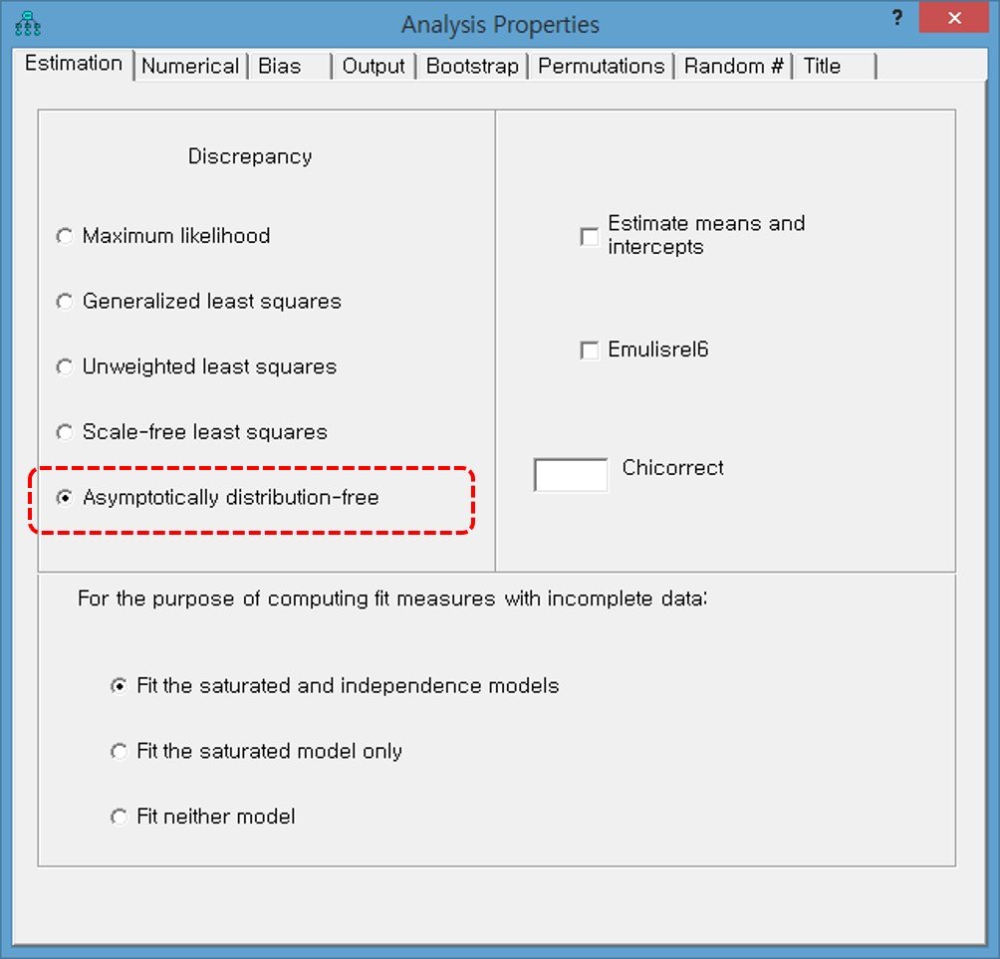 Analysis Properties
?
Estimation
Numerical
Bias
Output
Bootstrap
Permutations
Random #
Title
Discrepancy
Maximum likelihood
Generalized least squares
Unweighted least squares
Scale-free least squares
Asymptotically distribution-free
Estimate means and
intercepts
Emulisrel6
Chicorrect
For the purpose of computing fit measures with incomplete data:
Fit the saturated and independence models
Fit the saturated model only
Fit neither model